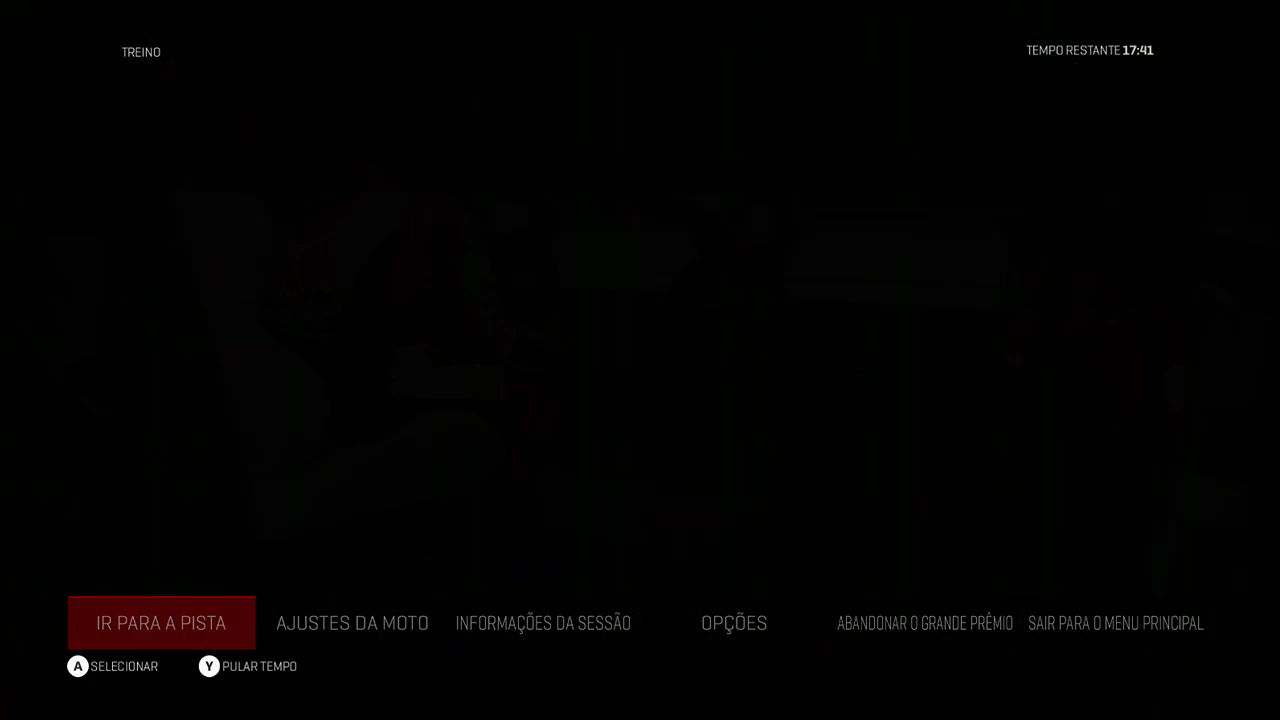 TREINO
TEMPO RESTANTE 17:41
IR PARA A PISTA
AJUSTES DA MOTO
INFORMAÇÕES DA SESSÃO
OPÇÕES
ABANDONAR O GRANDE PRÊMIO
SAIR PARA O MENU PRINCIPAL
A SELECIONAR
Y PULAR TEMPO